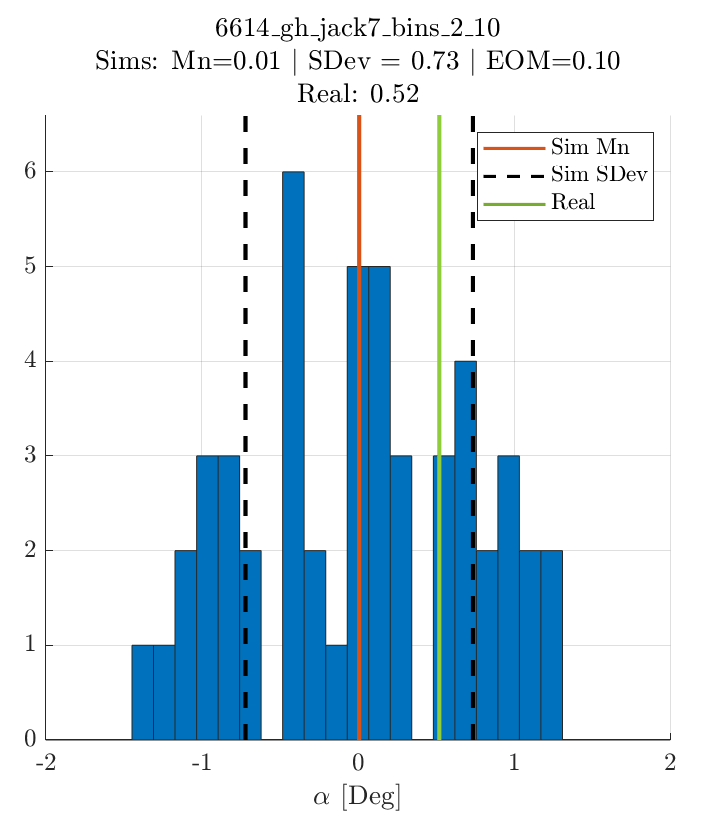 6614_gh_jack7_bins_2_10
Sims: Mn=0.01 | SDev = 0.73 | EOM=0.10
Real: 0.52
Sim Mn
Sim SDev
Real
6
5
4
3
2
1
0
-2 -1 0 1 2
α [Deg]